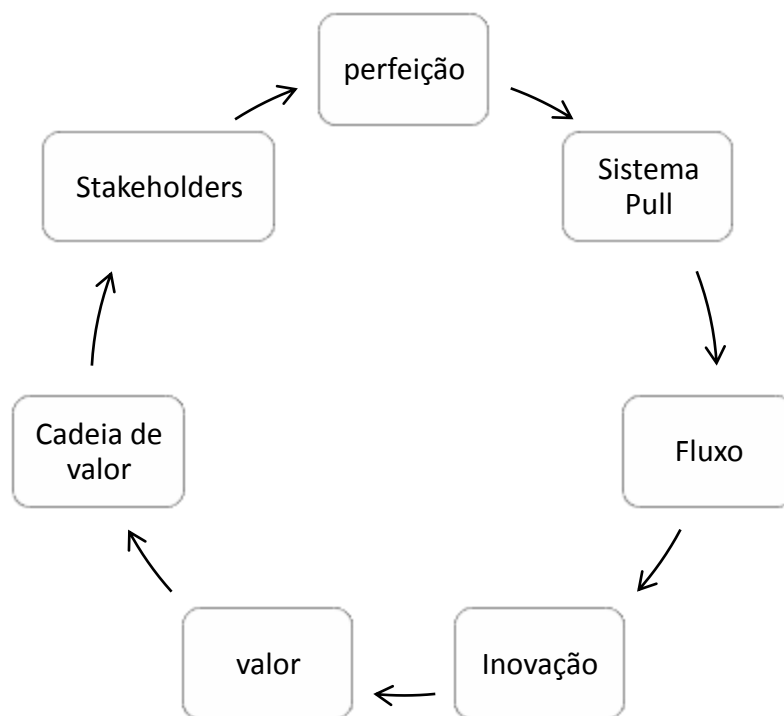 perfeição
Sistema
Pull
Fluxo
Inovação
valor
Cadeia de
valor
Stakeholders